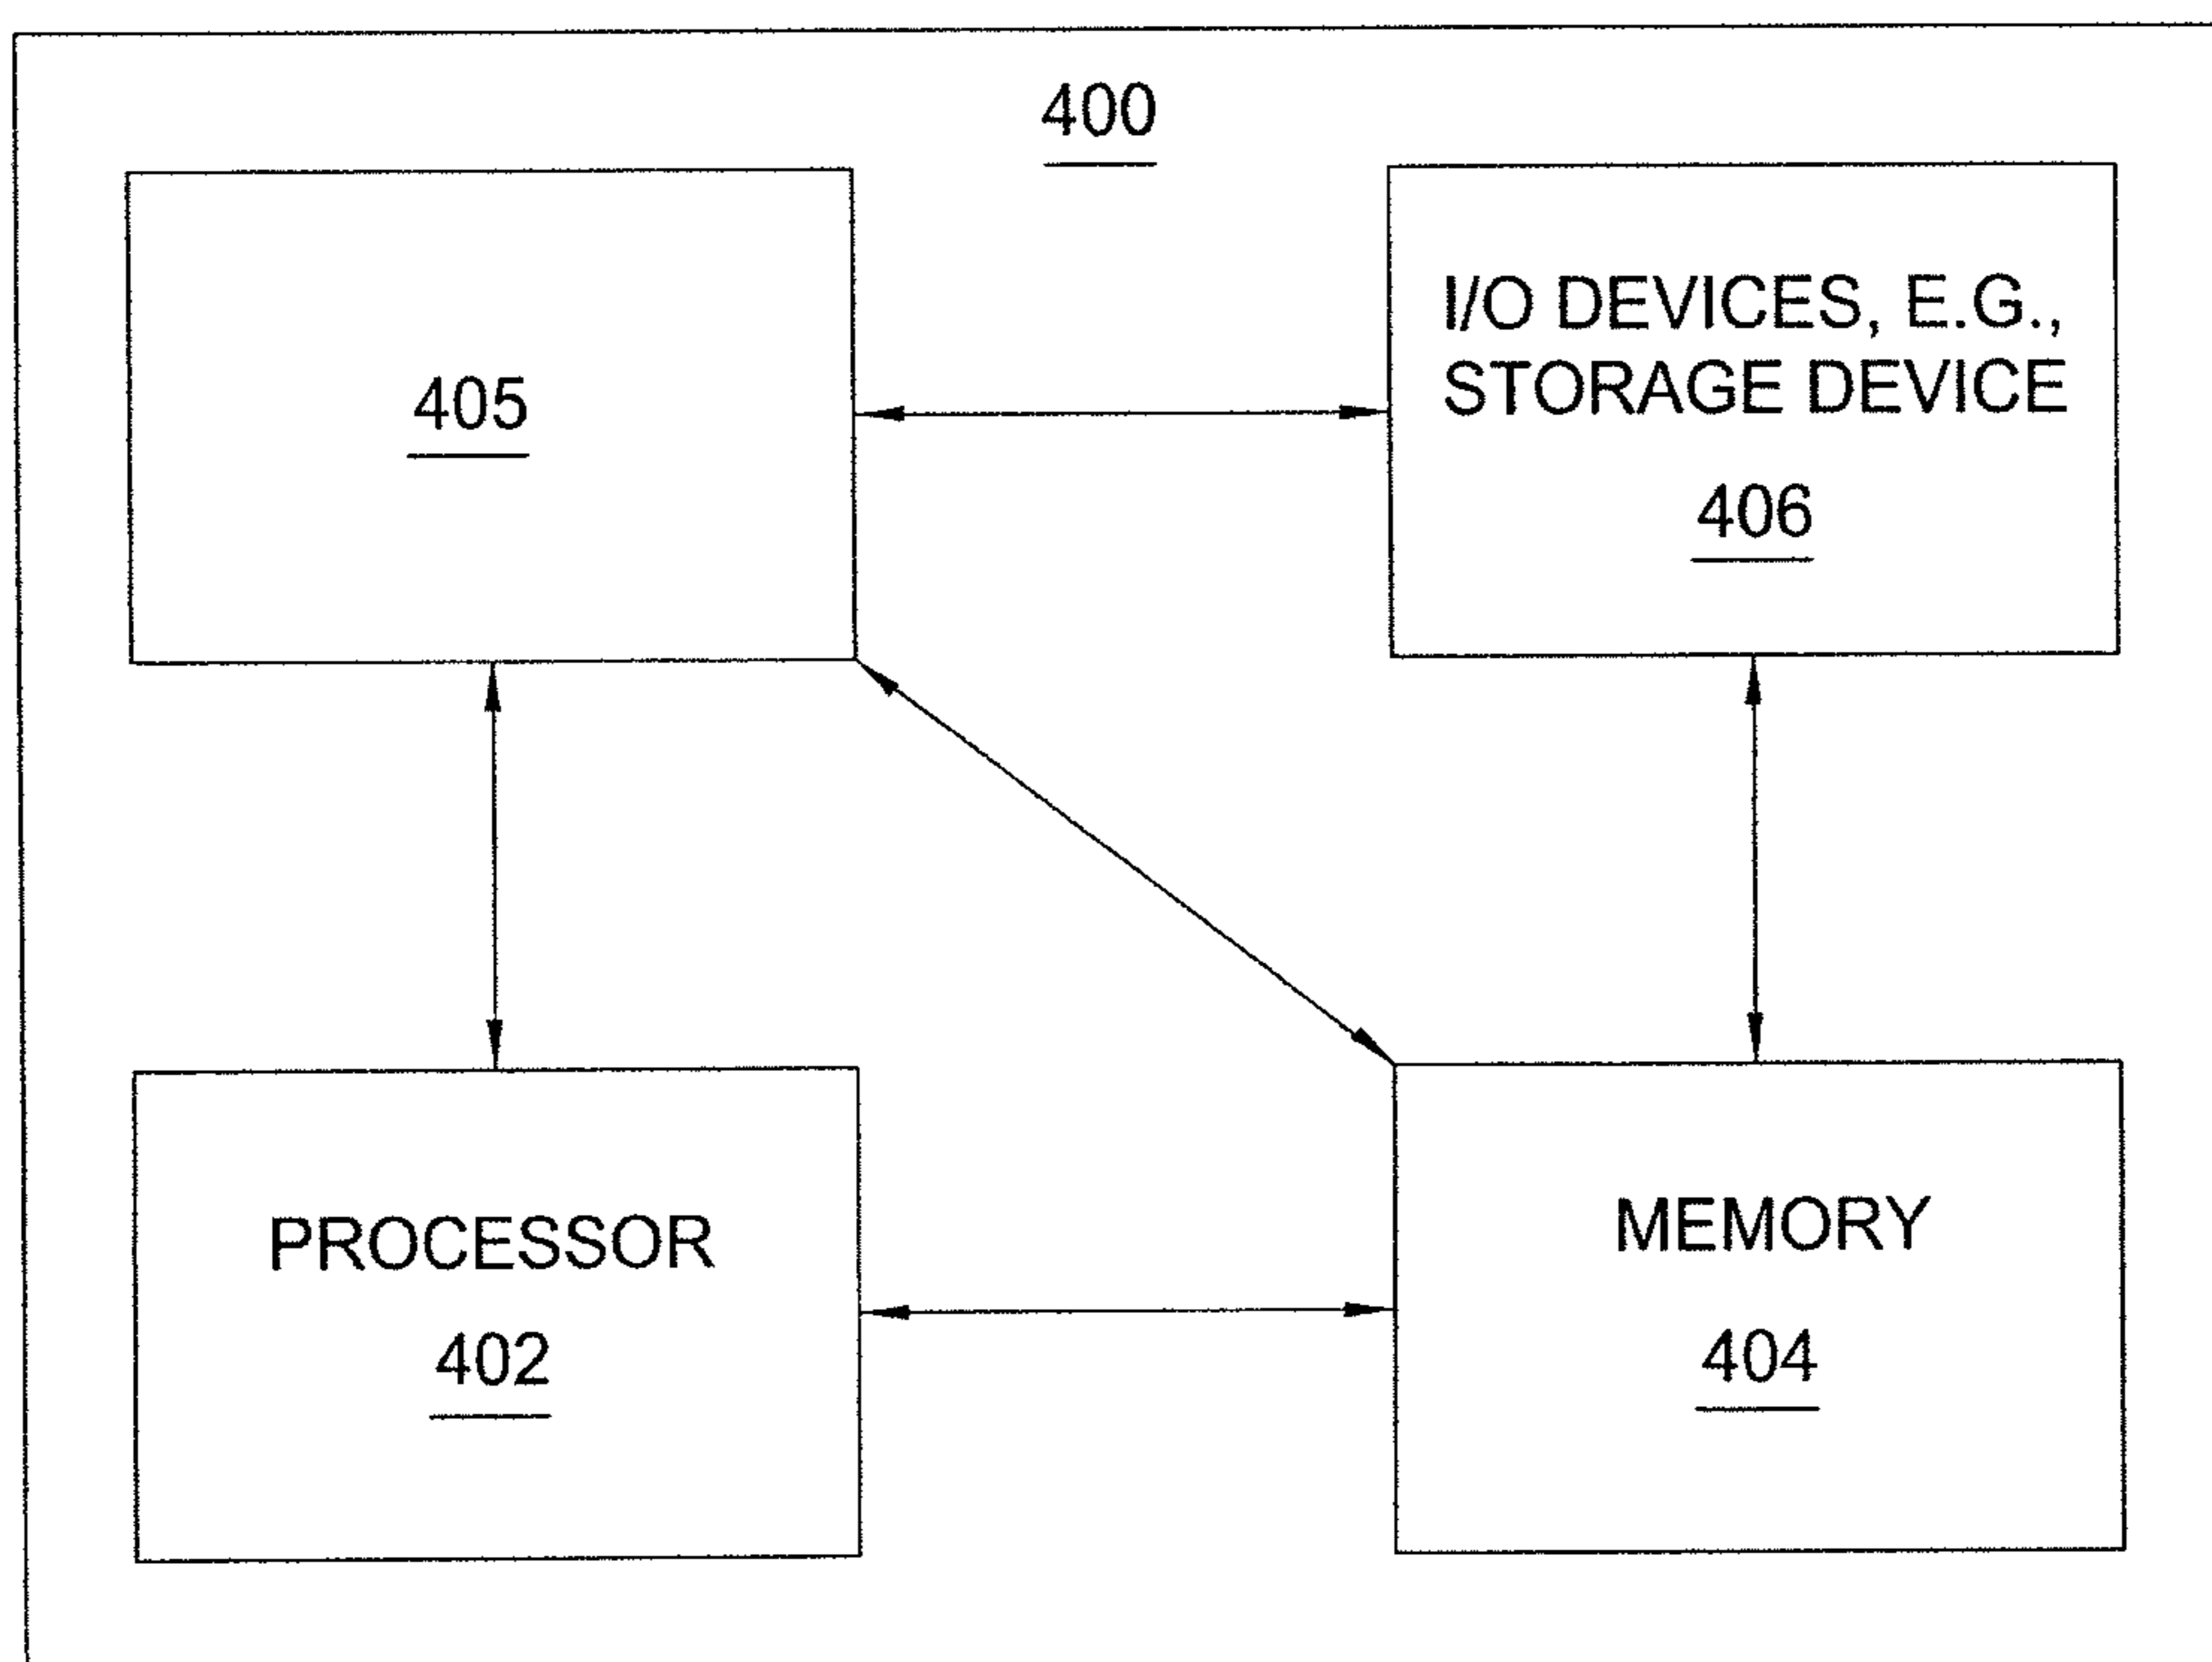 400
405
I/O DEVICES, E.G.,
STORAGE DEVICE
406
PROCESSOR
402
MEMORY
404